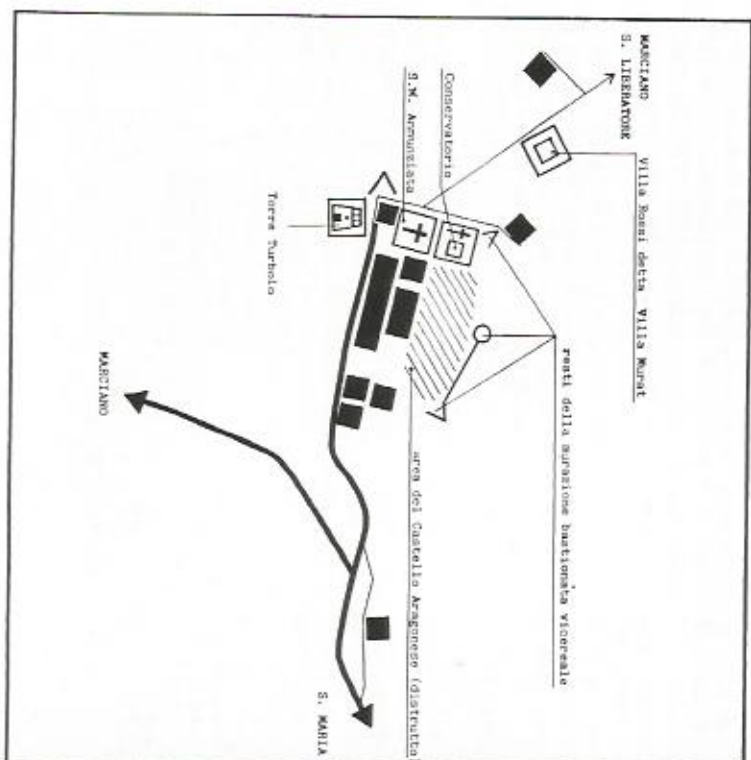 MARCIANO
S. LIBERATORE
Villa Rossi detta Villa Murat
Conservatorio
S.M. Annunziata
Torre Turbolo
resti della murazione bastionata vicereale
area del Castello Aragonese (distrutto)
MARCIANO
S. MARIA